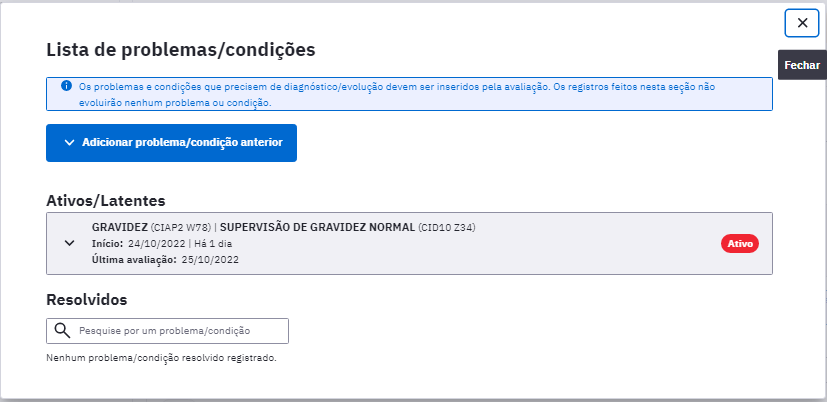 Lista de problemas/condições
Fechar
Os problemas e condições que precisem de diagnóstico/evolução devem ser inseridos pela avaliação. Os registros feitos nesta seção não
evoluirão nenhum problema ou condição.
Adicionar problema/condição anterior
Ativos/Latentes
GRAVIDEZ (CIAP2 W78) | SUPERVISÃO DE GRAVIDEZ NORMAL (CID10 Z34)
Início: 24/10/2022 | Há 1 dia
Ativo
Última avaliação: 25/10/2022
Resolvidos
Pesquise por um problema/condição
Nenhum problema/condição resolvido registrado.